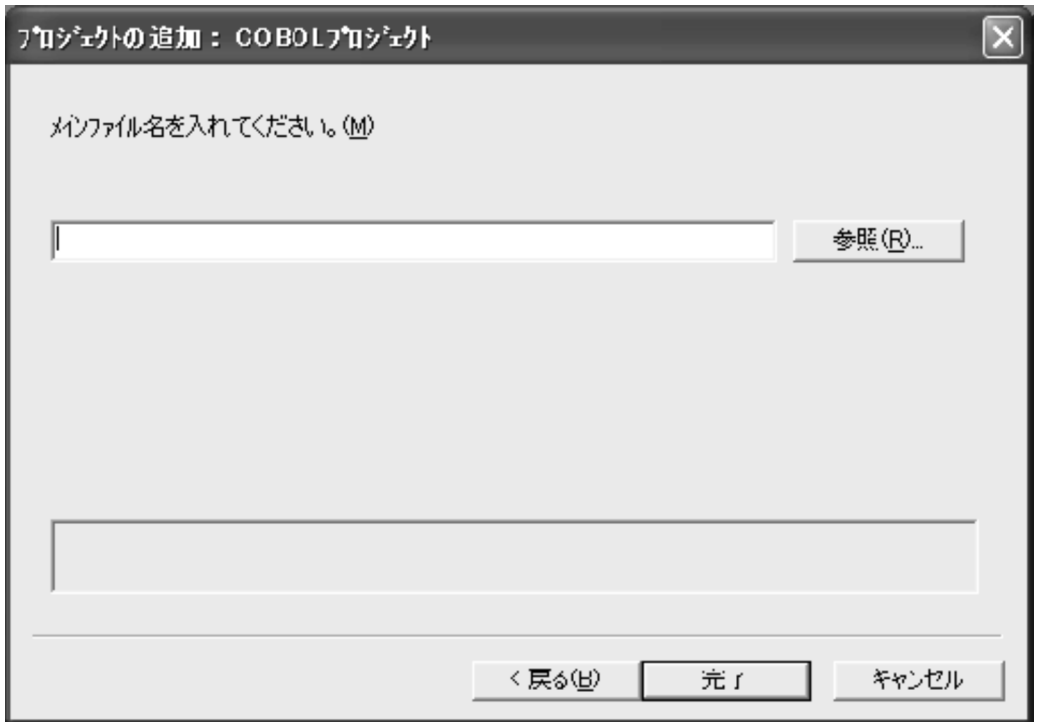 プロジェクトの追加： COBOLプロジェクト
メインファイル名を入れてください。(M)
参照(R)...
< 戻る(B)
完了
キャンセル